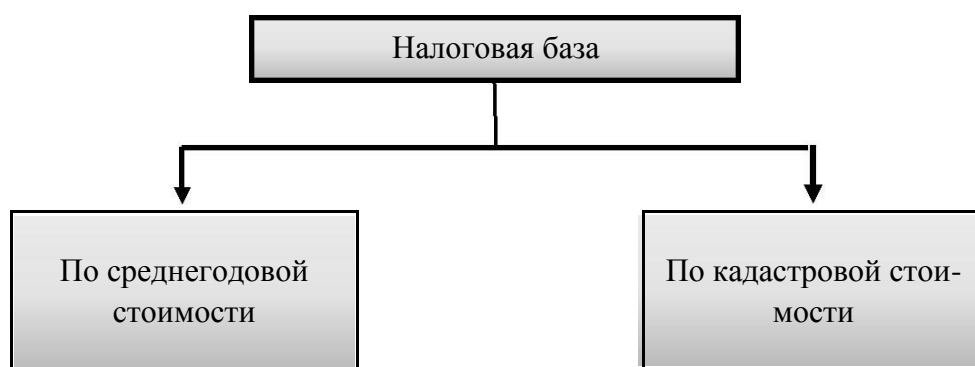 Налоговая база
По среднегодовой
стоимости
По кадастровой стои-
мости